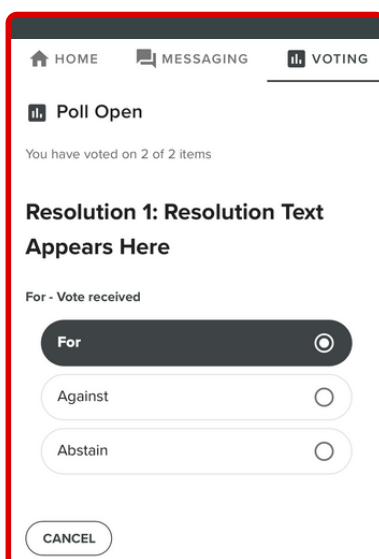 HOME MESSAGING VOTING
Poll Open
You have voted on 2 of 2 items
Resolution 1: Resolution Text
Appears Here
For - Vote received
For
Against
Abstain
CANCEL